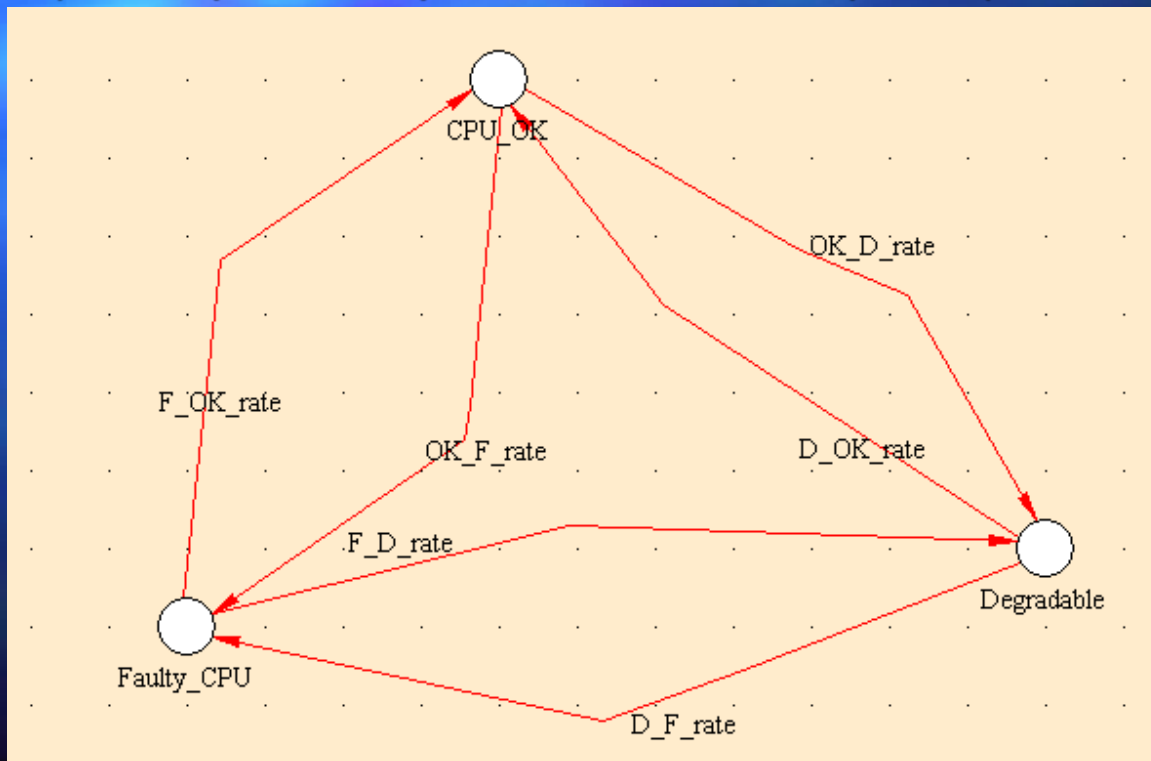 CPU_OK
OK_D_rate
F_OK_rate
OK_F_rate
D_OK_rate
F_D_rate
Degradable
Faulty_CPU
D_F_rate